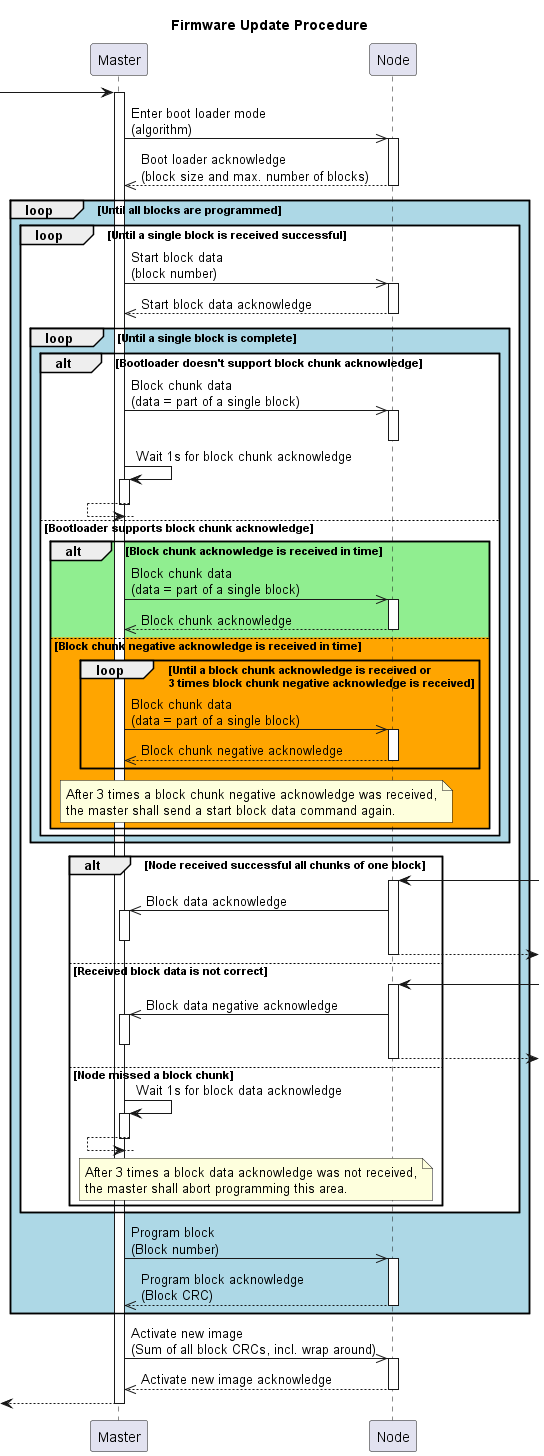 Firmware Update Procedure
Master
Node
Enter boot loader mode
(algorithm)
Boot loader acknowledge
(block size and max. number of blocks)
loop
[Until all blocks are programmed]
loop
[Until a single block is received successful]
Start block data
(block number)
Start block data acknowledge
loop
[Until a single block is complete]
alt
[Bootloader doesn't support block chunk acknowledge]
Block chunk data
(data = part of a single block)
Wait 1s for block chunk acknowledge
[Bootloader supports block chunk acknowledge]
alt
[Block chunk acknowledge is received in time]
Block chunk data
(data = part of a single block)
Block chunk acknowledge
[Block chunk negative acknowledge is received in time]
loop
[Until a block chunk acknowledge is received or
3 times block chunk negative acknowledge is received]
Block chunk data
(data = part of a single block)
Block chunk negative acknowledge
After 3 times a block chunk negative acknowledge was received,
the master shall send a start block data command again.
alt
[Node received successful all chunks of one block]
Block data acknowledge
[Received block data is not correct]
Block data negative acknowledge
[Node missed a block chunk]
Wait 1s for block data acknowledge
After 3 times a block data acknowledge was not received,
the master shall abort programming this area.
Program block
(Block number)
Program block acknowledge
(Block CRC)
Activate new image
(Sum of all block CRCs, incl. wrap around)
Activate new image acknowledge
Master
Node